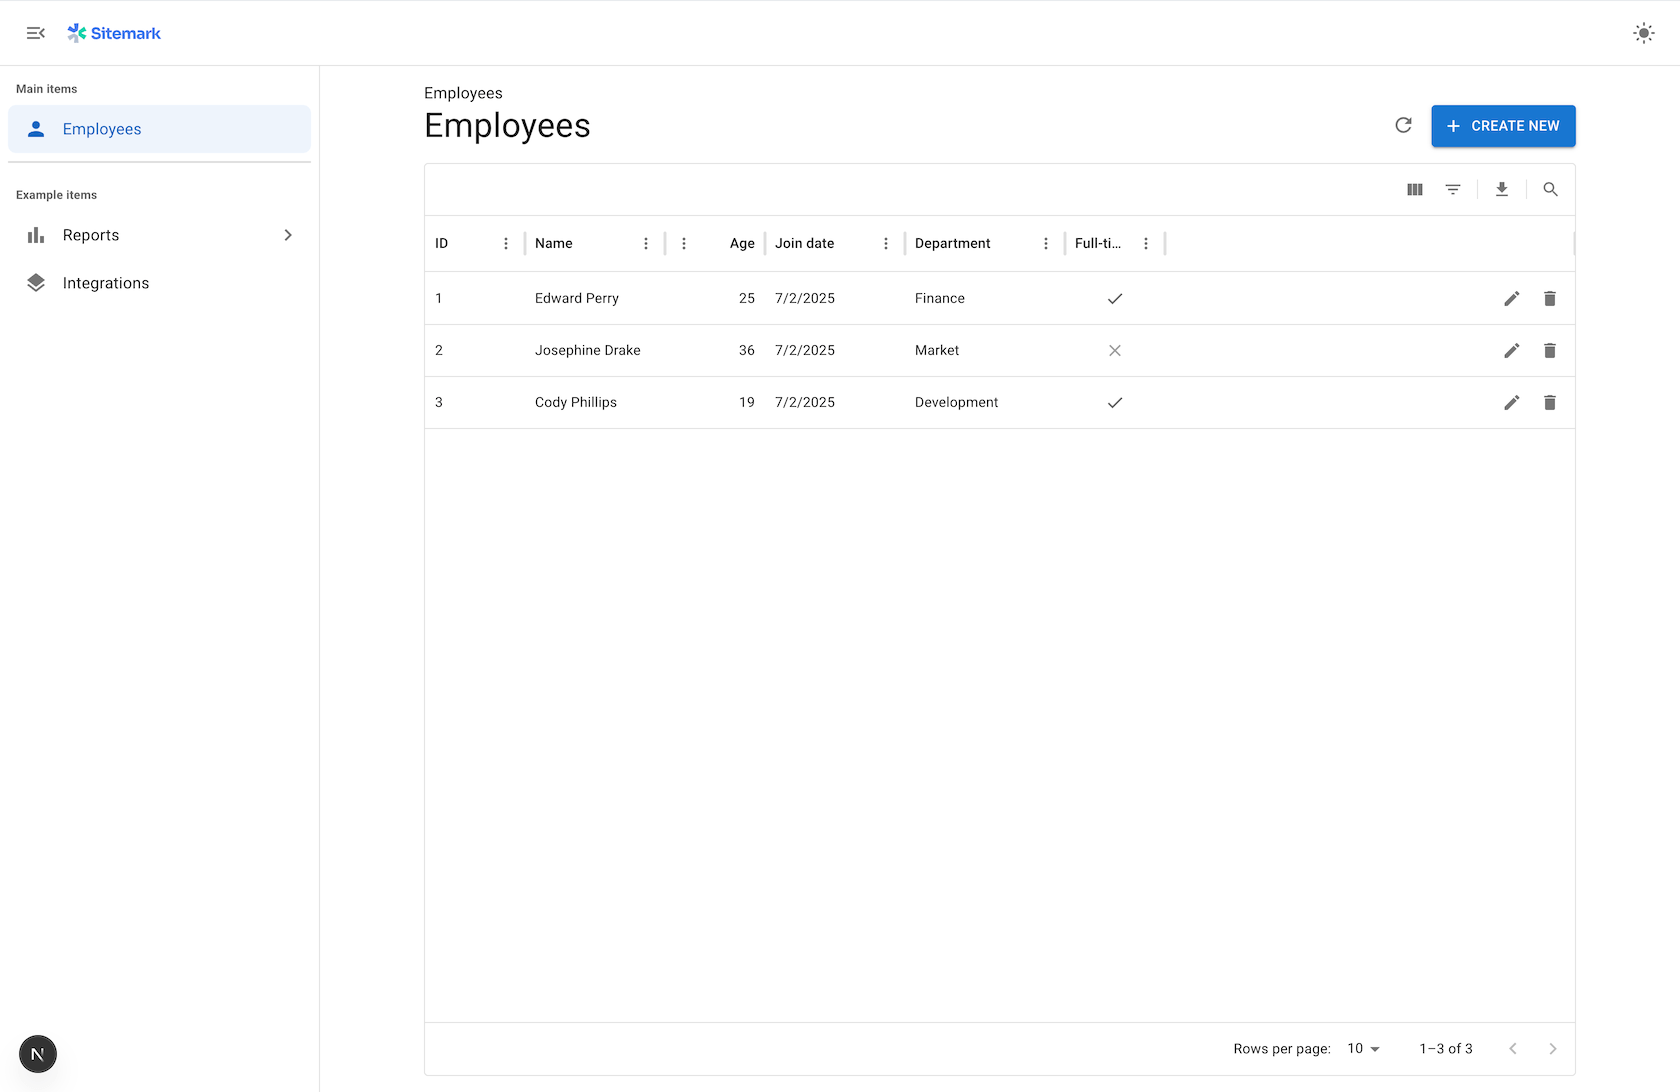 Sitemark
Main items
Employees
Example items
Reports
Integrations
Employees
Employees
CREATE NEW
ID Name Age Join date Department Full-ti...
1 Edward Perry 25 7/2/2025 Finance
2 Josephine Drake 36 7/2/2025 Market
3 Cody Phillips 19 7/2/2025 Development
Rows per page: 10 1–3 of 3
N